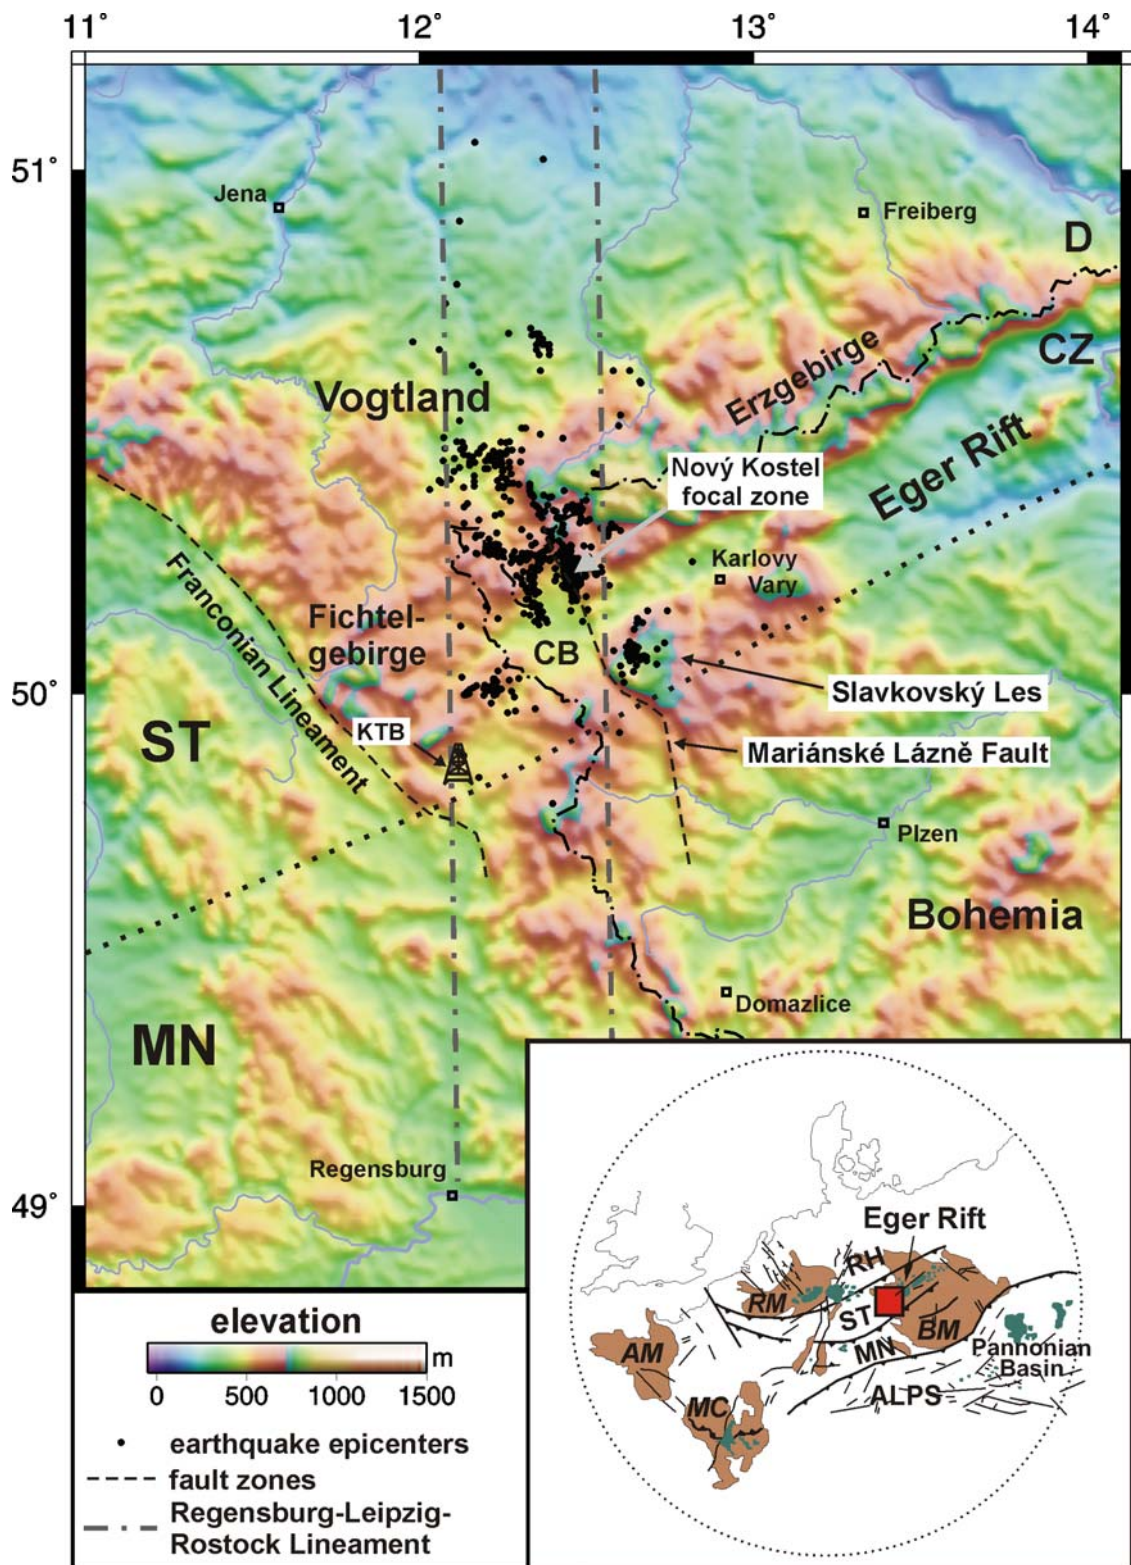 11° 12° 13° 14°
51°
Jena
Freiberg
D
CZ
Erzgebirge
Vogtland
Eger Rift
Nový Kostel
focal zone
Karlovy
Vary
Franconian Lineament
Fichtel-
gebirge
CB
50°
Slavkovský Les
ST
KTB
Mariánské Lázně Fault
Plzen
Bohemia
Domazlice
MN
Regensburg
49°
elevation
m
0 500 1000 1500
earthquake epicenters
fault zones
Regensburg-Leipzig-
Rostock Lineament
Eger Rift
RH
RM
ST
BM
MN
AM
Pannonian
Basin
ALPS
MC